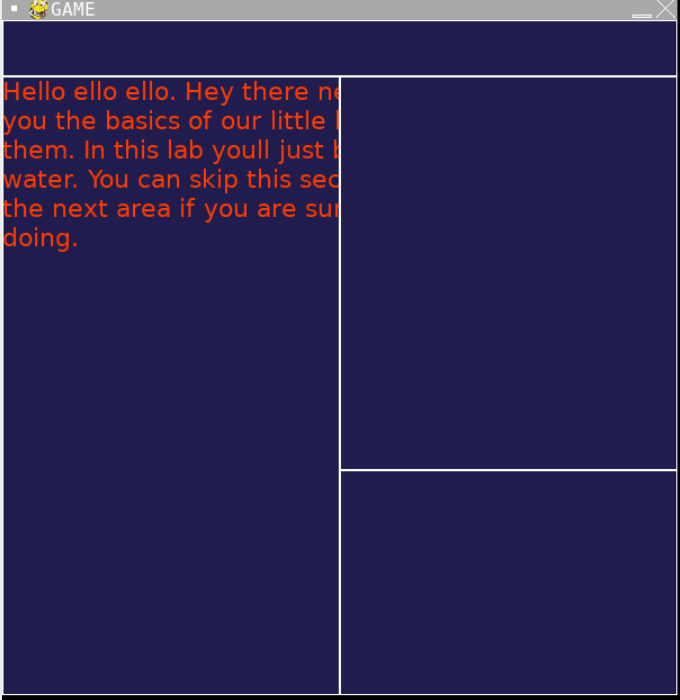 GAME
Hello ello ello. Hey there
you the basics of our little
them. In this lab youll just
water. You can skip this
the next area if you are
doing.